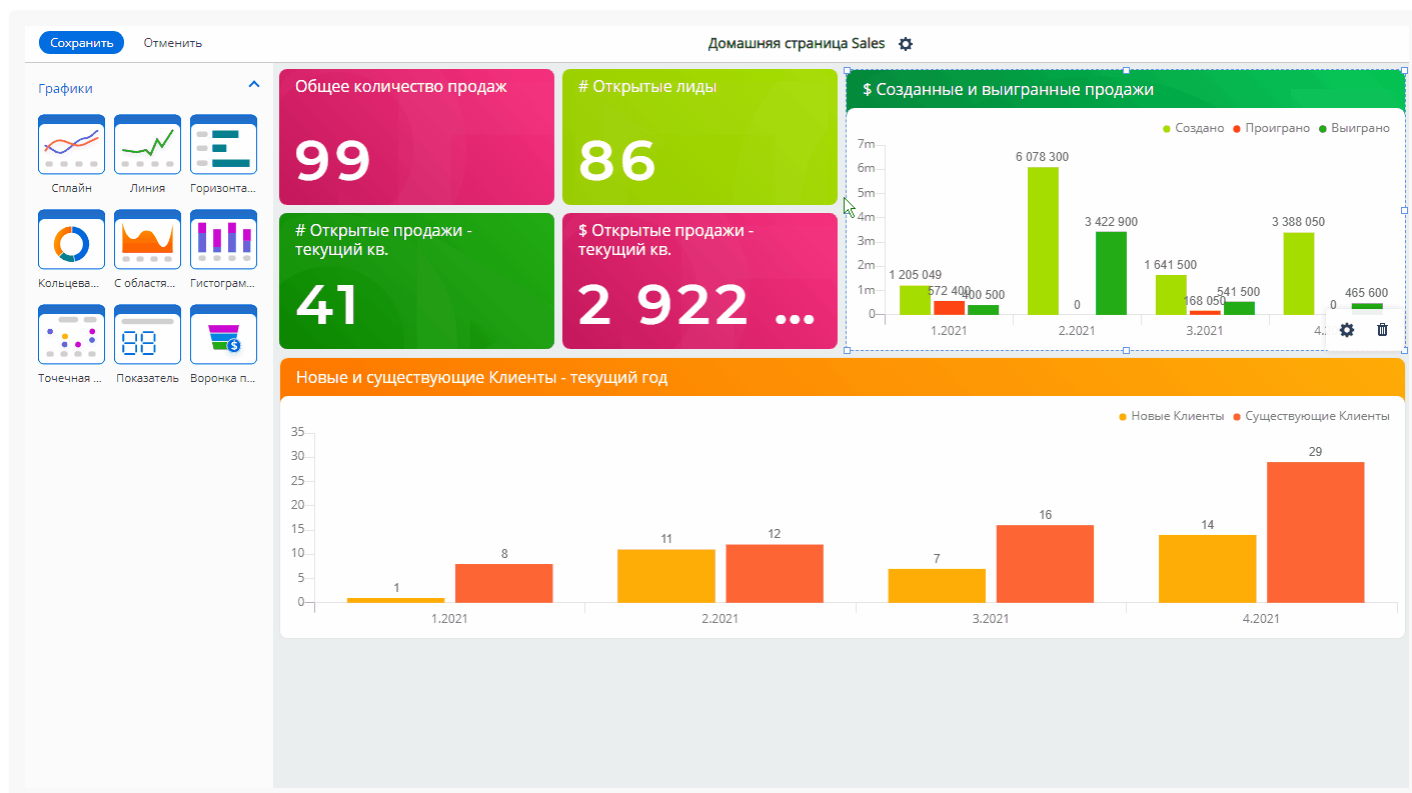 Сохранить
Отменить
Домашняя страница Sales
Графики
Сплайн
Линия
Горизонта...
Кольцева...
С областя...
Гистограм...
Точечная ...
Показатель
Воронка п...
Общее количество продаж
99
# Открытые лиды
86
# Открытые продажи -
текущий кв.
41
$ Открытые продажи -
текущий кв.
2 922 ...
$ Созданные и выигранные продажи
Создано
Проиграно
Выиграно
7m
6m
5m
4m
3m
2m
1m
0
1 205 049
572 400
400 500
6 078 300
0
3 422 900
1 641 500
168 050
541 500
3 388 050
0
465 600
1.2021
2.2021
3.2021
4.
Новые и существующие Клиенты - текущий год
Новые Клиенты
Существующие Клиенты
35
30
25
20
15
10
5
0
1
8
11
12
7
16
14
29
1.2021
2.2021
3.2021
4.2021